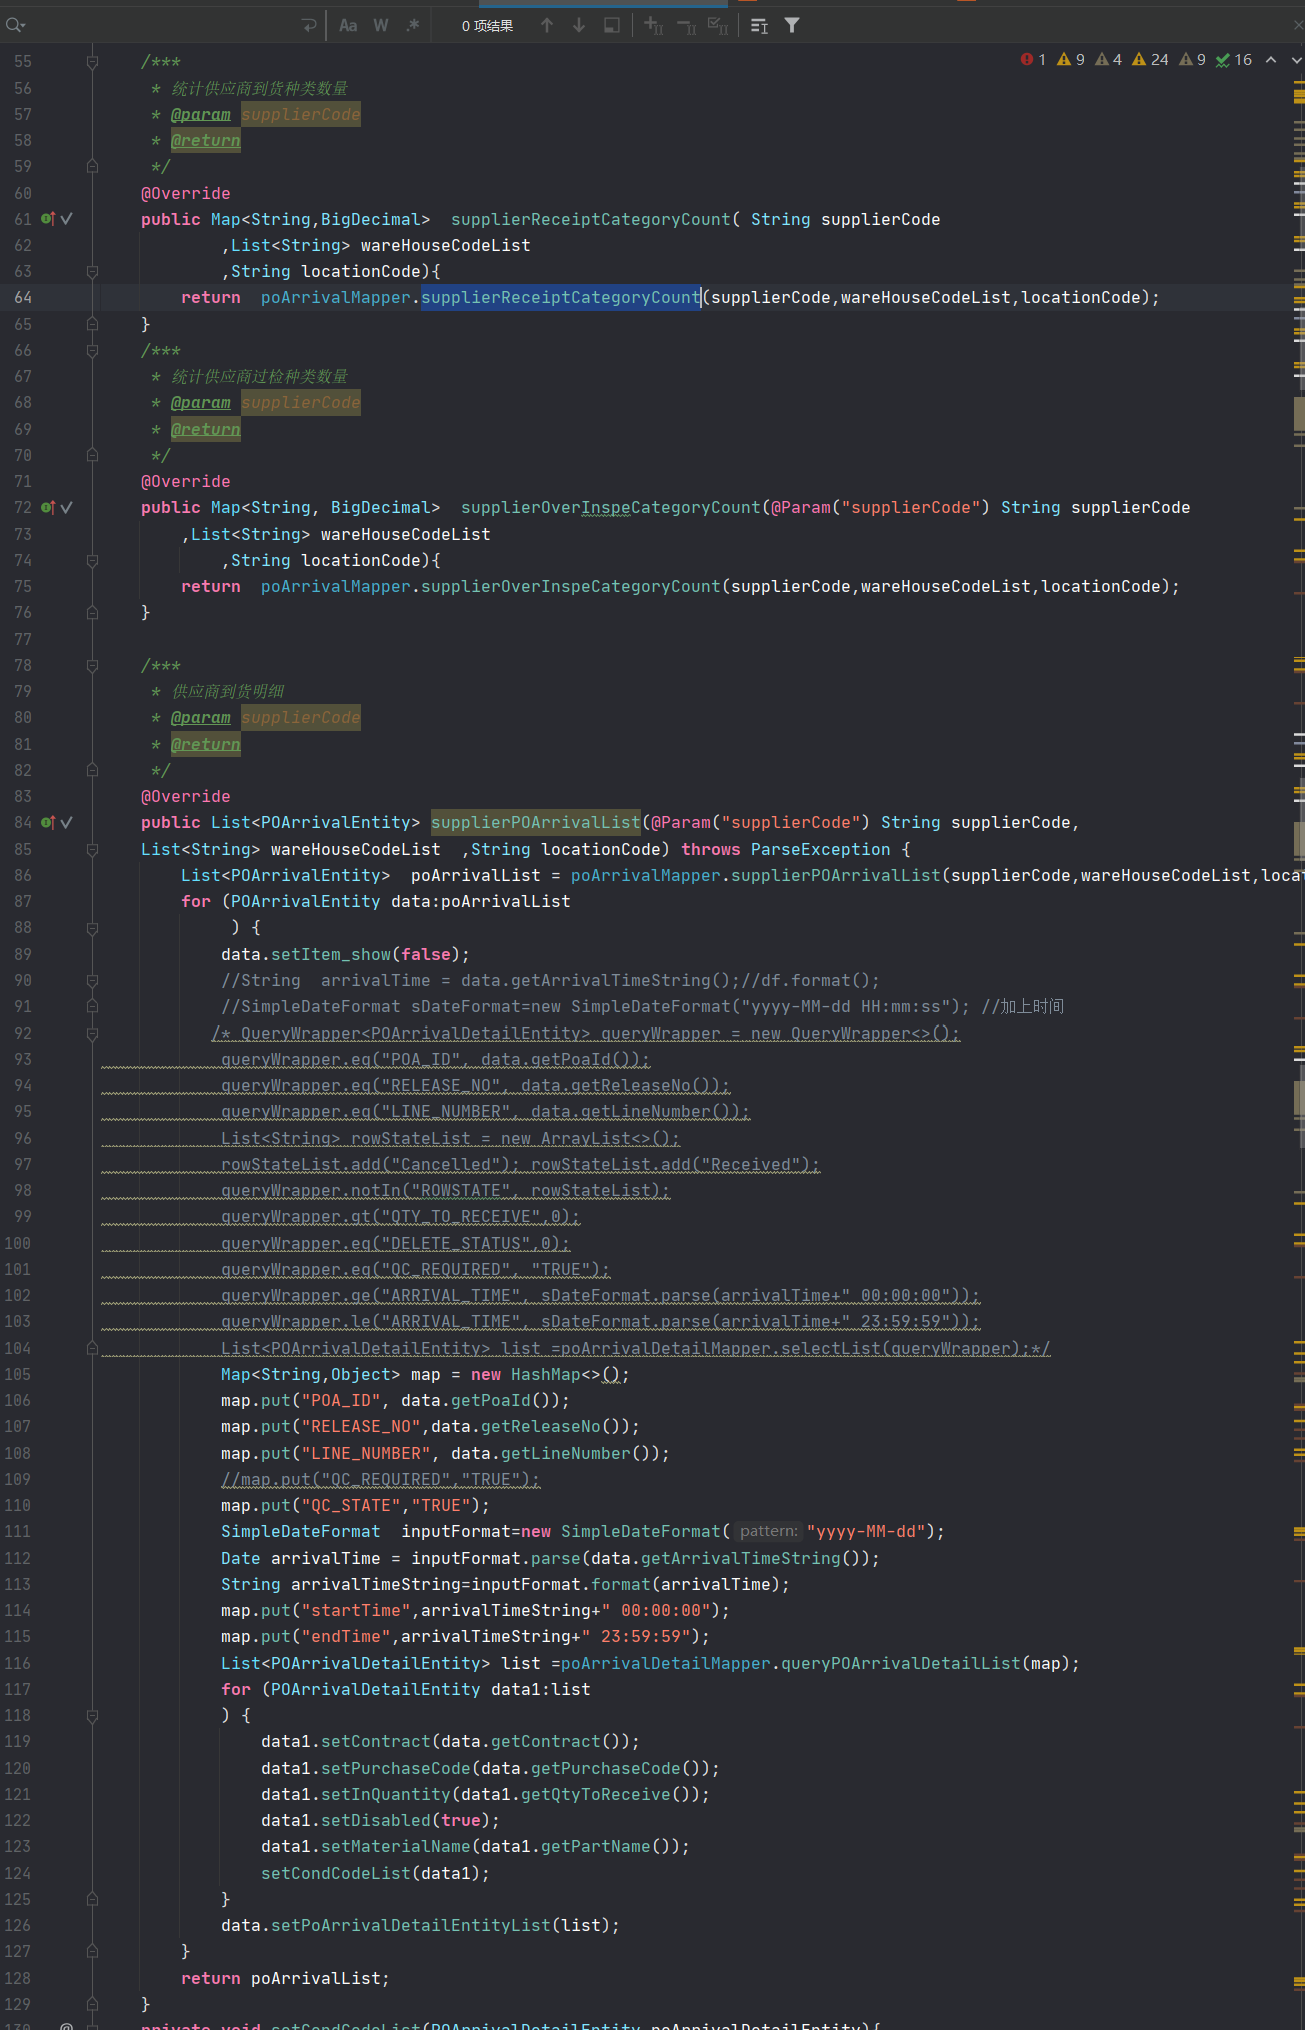 Aa W .* 0 项结果
1 9 4 24 9 16
55 /***
56 * 统计供应商到货种类数量
57 * @param supplierCode
58 * @return
59 */
60 @Override
61 public Map<String,BigDecimal>  supplierReceiptCategoryCount( String supplierCode
62 ,List<String> wareHouseCodeList
63 ,String locationCode){
64 return  poArrivalMapper.supplierReceiptCategoryCount(supplierCode,wareHouseCodeList,locationCode);
65 }
66 /***
67 * 统计供应商过检种类数量
68 * @param supplierCode
69 * @return
70 */
71 @Override
72 public Map<String, BigDecimal>  supplierOverInspeCategoryCount(@Param("supplierCode") String supplierCode
73 ,List<String> wareHouseCodeList
74 ,String locationCode){
75 return  poArrivalMapper.supplierOverInspeCategoryCount(supplierCode,wareHouseCodeList,locationCode);
76 }
77
78 /***
79 * 供应商到货明细
80 * @param supplierCode
81 * @return
82 */
83 @Override
84 public List<POArrivalEntity> supplierPOArrivalList(@Param("supplierCode") String supplierCode,
85 List<String> wareHouseCodeList  ,String locationCode) throws ParseException {
86 List<POArrivalEntity>  poArrivalList = poArrivalMapper.supplierPOArrivalList(supplierCode,wareHouseCodeList,locat
87 for (POArrivalEntity data:poArrivalList
88 ) {
89 data.setItem_show(false);
90 //String  arrivalTime = data.getArrivalTimeString();//df.format();
91 //SimpleDateFormat sDateFormat=new SimpleDateFormat("yyyy-MM-dd HH:mm:ss"); //加上时间
92 /* QueryWrapper<POArrivalDetailEntity> queryWrapper = new QueryWrapper<>();
93 queryWrapper.eq("POA_ID", data.getPoaId());
94 queryWrapper.eq("RELEASE_NO", data.getReleaseNo());
95 queryWrapper.eq("LINE_NUMBER", data.getLineNumber());
96 List<String> rowStateList = new ArrayList<>();
97 rowStateList.add("Cancelled"); rowStateList.add("Received");
98 queryWrapper.notIn("ROWSTATE", rowStateList);
99 queryWrapper.gt("QTY_TO_RECEIVE",0);
100 queryWrapper.eq("DELETE_STATUS",0);
101 queryWrapper.eq("QC_REQUIRED", "TRUE");
102 queryWrapper.ge("ARRIVAL_TIME", sDateFormat.parse(arrivalTime+" 00:00:00"));
103 queryWrapper.le("ARRIVAL_TIME", sDateFormat.parse(arrivalTime+" 23:59:59"));
104 List<POArrivalDetailEntity> list =poArrivalDetailMapper.selectList(queryWrapper);*/
105 Map<String,Object> map = new HashMap<>();
106 map.put("POA_ID", data.getPoaId());
107 map.put("RELEASE_NO",data.getReleaseNo());
108 map.put("LINE_NUMBER", data.getLineNumber());
109 //map.put("QC_REQUIRED","TRUE");
110 map.put("QC_STATE","TRUE");
111 SimpleDateFormat  inputFormat=new SimpleDateFormat( pattern: "yyyy-MM-dd");
112 Date arrivalTime = inputFormat.parse(data.getArrivalTimeString());
113 String arrivalTimeString=inputFormat.format(arrivalTime);
114 map.put("startTime",arrivalTimeString+" 00:00:00");
115 map.put("endTime",arrivalTimeString+" 23:59:59");
116 List<POArrivalDetailEntity> list =poArrivalDetailMapper.queryPOArrivalDetailList(map);
117 for (POArrivalDetailEntity data1:list
118 ) {
119 data1.setContract(data.getContract());
120 data1.setPurchaseCode(data.getPurchaseCode());
121 data1.setInQuantity(data1.getQtyToReceive());
122 data1.setDisabled(true);
123 data1.setMaterialName(data1.getPartName());
124 setCondCodeList(data1);
125 }
126 data.setPoArrivalDetailEntityList(list);
127 }
128 return poArrivalList;
129 }
130 @ private void setCondCodeList(POArrivalDetailEntity poArrivalDetailEntity){